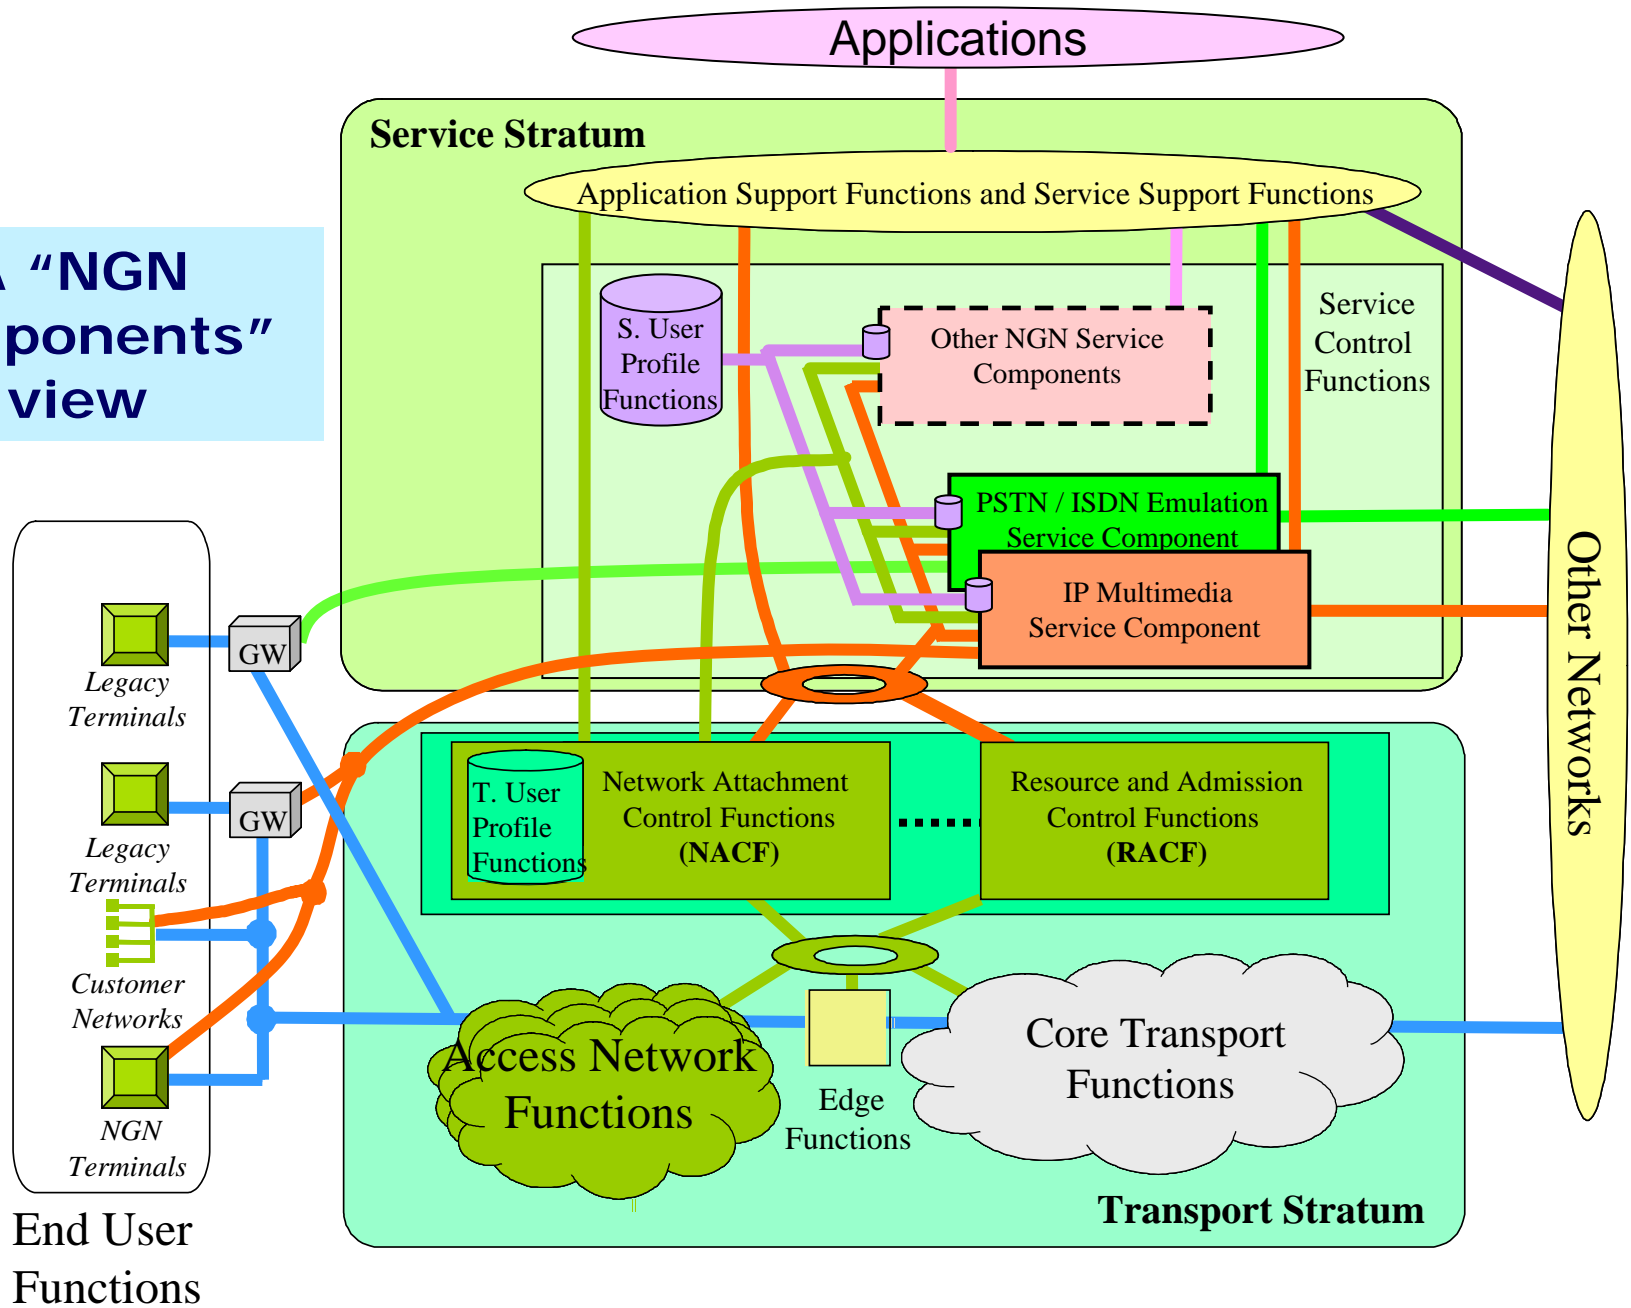 Applications
Service Stratum
Application Support Functions and Service Support Functions
"NGN
ponents"
view
S. User
Profile
Functions
Other NGN Service
Components
Service
Control
Functions
PSTN / ISDN Emulation
Service Component
IP Multimedia
Service Component
Other Networks
GW
Legacy
Terminals
GW
Legacy
Terminals
Customer
Networks
NGN
Terminals
End User
Functions
T. User
Profile
Functions
Network Attachment
Control Functions
(NACF)
Resource and Admission
Control Functions
(RACF)
Access Network
Functions
Edge
Functions
Core Transport
Functions
Transport Stratum